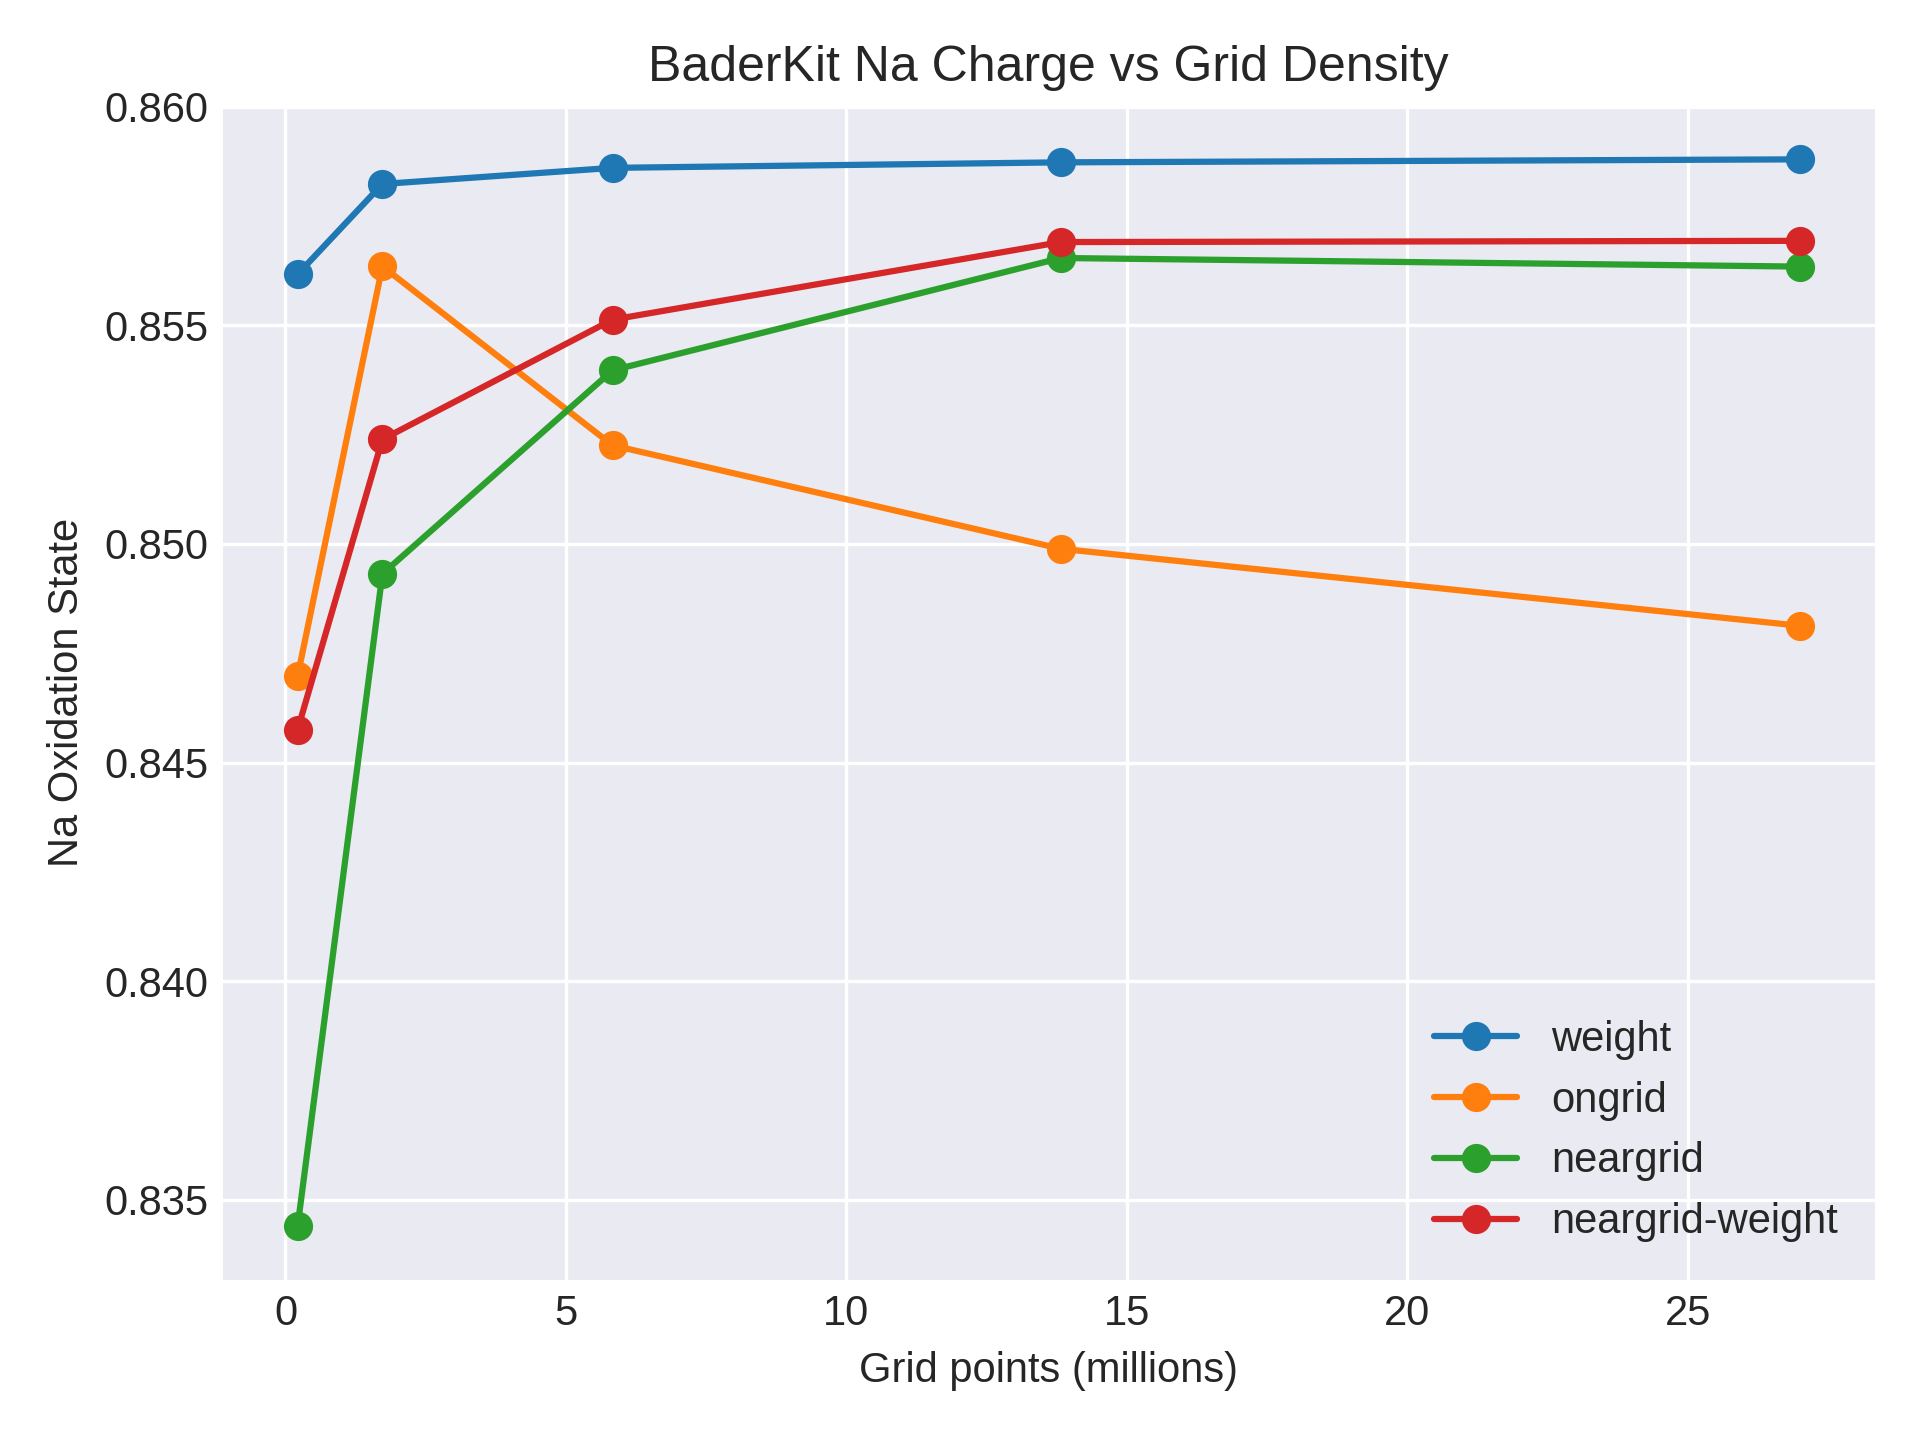 BaderKit Na Charge vs Grid Density
0.860
0.855
0.850
0.845
0.840
0.835
Na Oxidation State
weight
ongrid
neargrid
neargrid-weight
0 5 10 15 20 25
Grid points (millions)